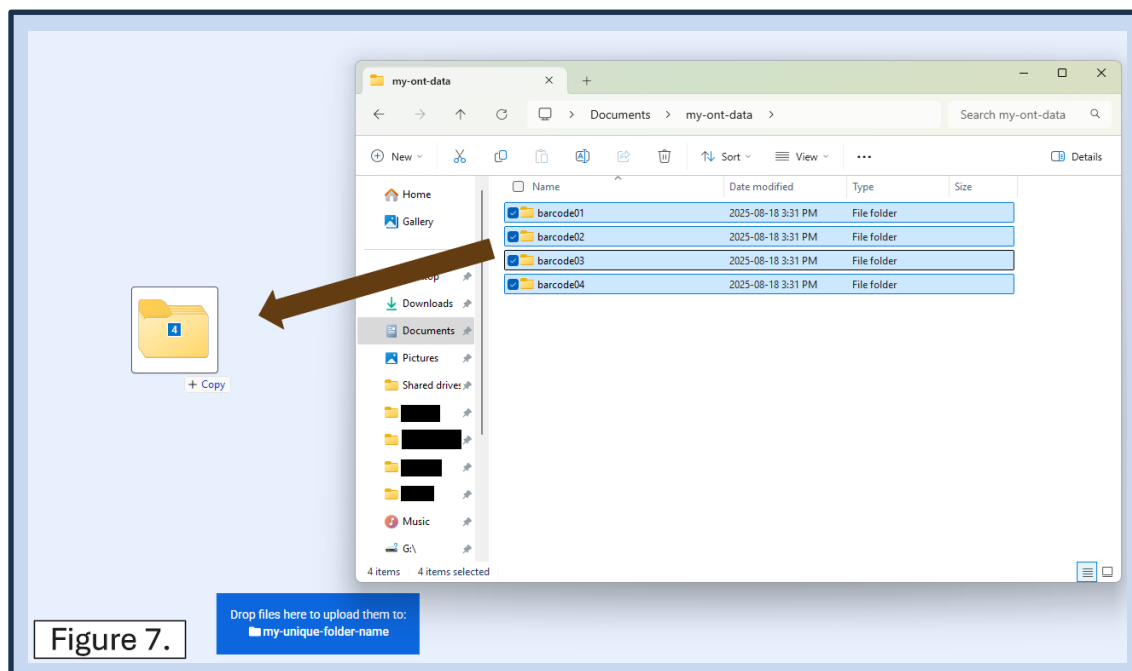 my-ont-data
Documents > my-ont-data >
Search my-ont-data
New
Sort
View
Details
Home
Gallery
Downloads
Documents
Pictures
Shared drives
Music
G:\
Name Date modified Type Size
barcode01 2025-08-18 3:31 PM File folder
barcode02 2025-08-18 3:31 PM File folder
barcode03 2025-08-18 3:31 PM File folder
barcode04 2025-08-18 3:31 PM File folder
4 items 4 items selected
4
+ Copy
Drop files here to upload them to:
my-unique-folder-name
Figure 7.